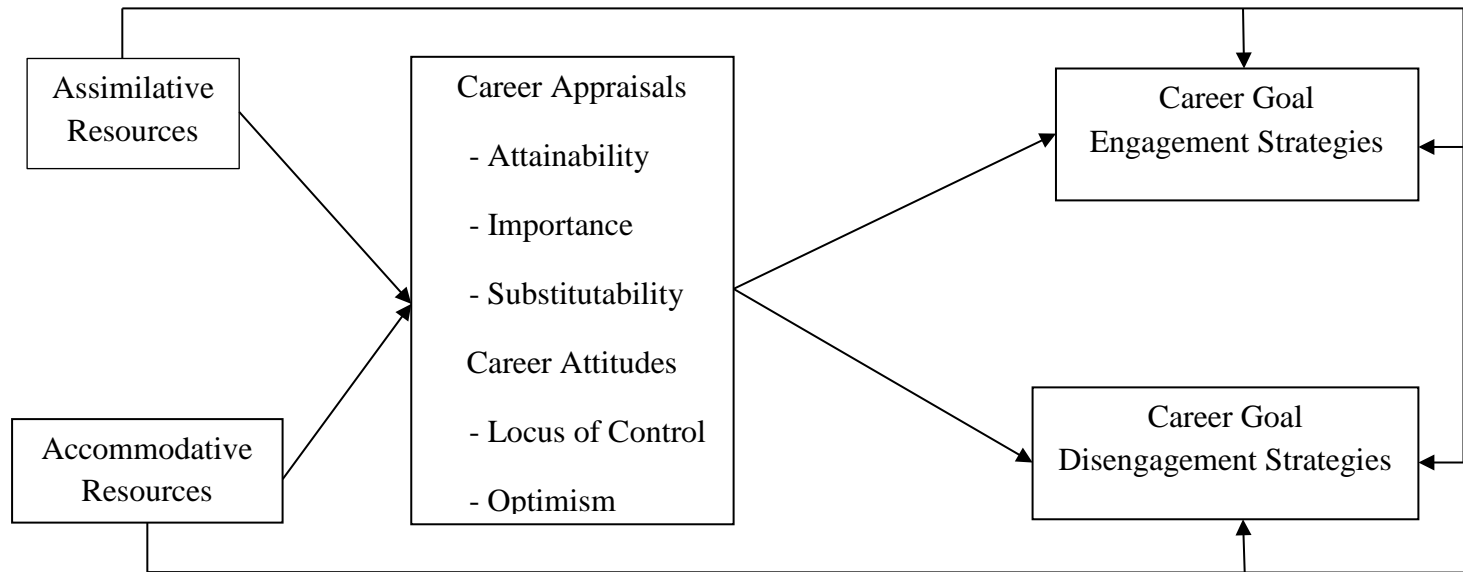 Assimilative
Resources
Accommodative
Resources
Career Appraisals
- Attainability
- Importance
- Substitutability
Career Attitudes
- Locus of Control
- Optimism
Career Goal
Engagement Strategies
Career Goal
Disengagement Strategies